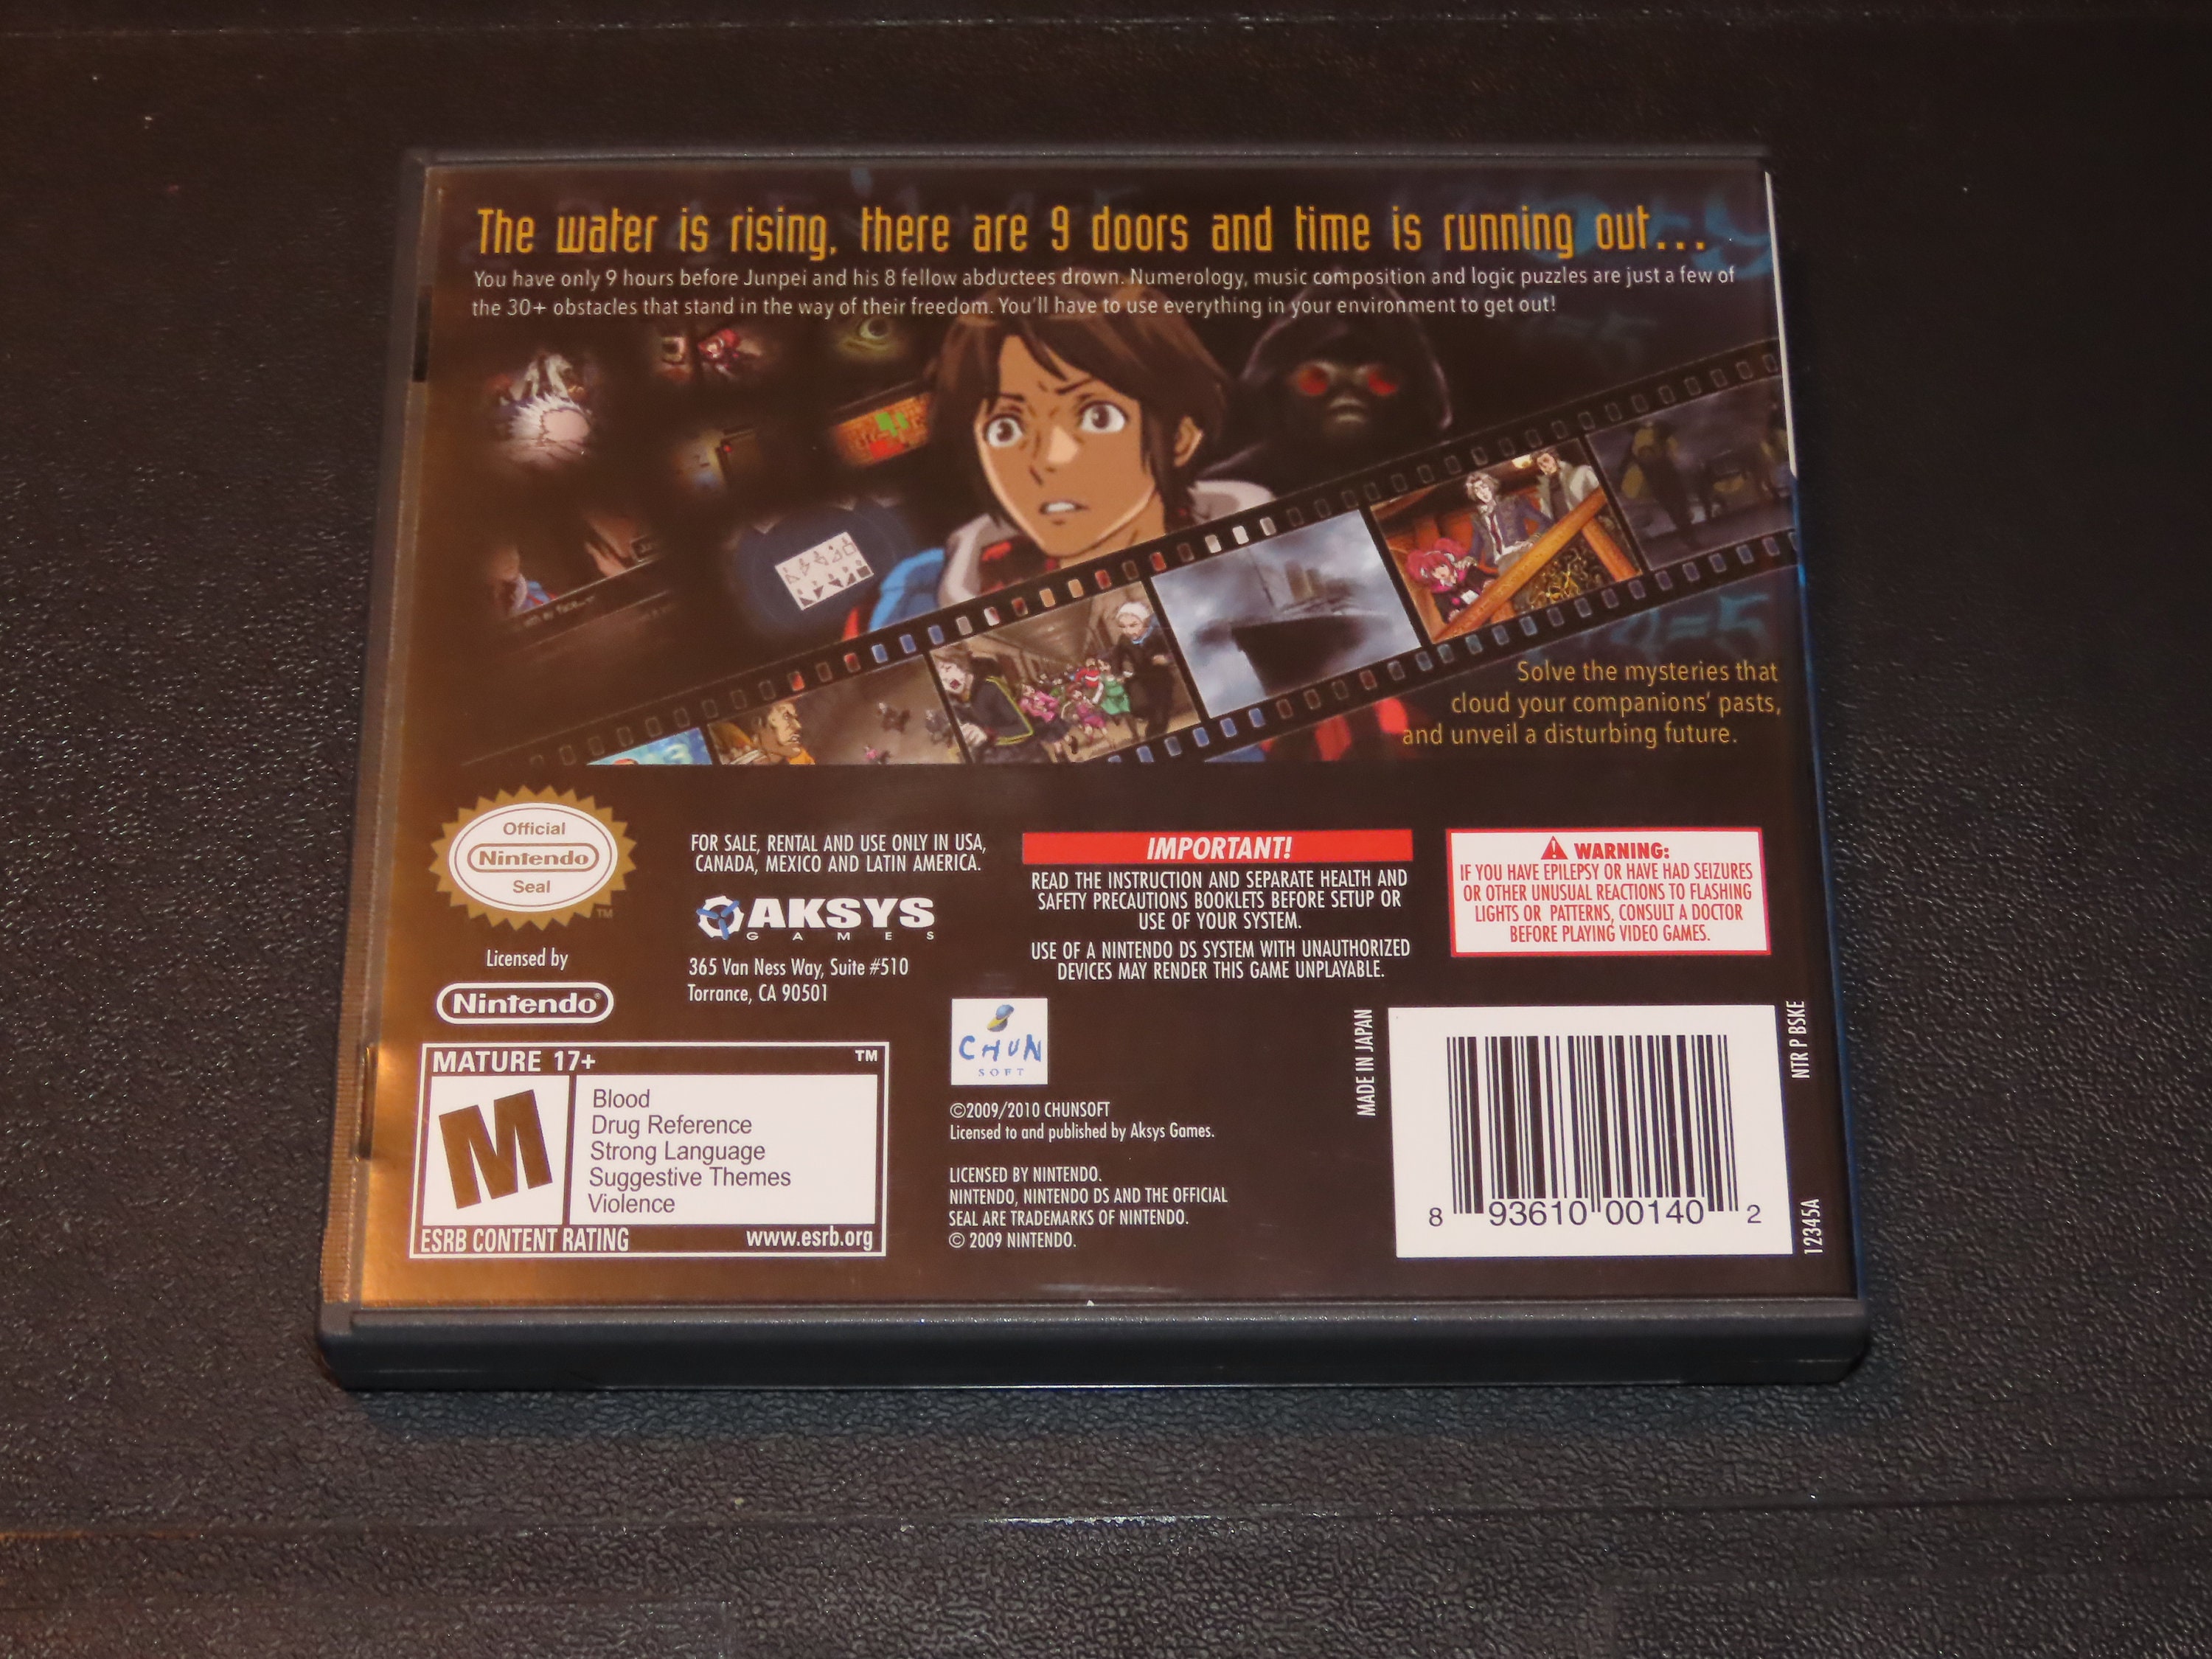 The water is rising, there are 9 doors and time is running out...
You have only 9 hours before Junpei and his 8 fellow abductees drown. Numerology, music composition and logic puzzles are just a few of
the 30+ obstacles that stand in the way of their freedom. You'll have to use everything in your environment to get out!
=5
4=5
Solve the mysteries that
cloud your companions' pasts,
and unveil a disturbing future.
Official
Nintendo
Seal
TM
Licensed by
Nintendo®
FOR SALE, RENTAL AND USE ONLY IN USA,
CANADA, MEXICO AND LATIN AMERICA.
AKSYS
GAMES
365 Van Ness Way, Suite #510
Torrance, CA 90501
IMPORTANT!
READ THE INSTRUCTION AND SEPARATE HEALTH AND
SAFETY PRECAUTIONS BOOKLETS BEFORE SETUP OR
USE OF YOUR SYSTEM.
USE OF A NINTENDO DS SYSTEM WITH UNAUTHORIZED
DEVICES MAY RENDER THIS GAME UNPLAYABLE.
WARNING:
IF YOU HAVE EPILEPSY OR HAVE HAD SEIZURES
OR OTHER UNUSUAL REACTIONS TO FLASHING
LIGHTS OR PATTERNS, CONSULT A DOCTOR
BEFORE PLAYING VIDEO GAMES.
MATURE 17+
TM
M
Blood
Drug Reference
Strong Language
Suggestive Themes
Violence
ESRB CONTENT RATING
www.esrb.org
CHUN
SOFT
©2009/2010 CHUNSOFT
Licensed to and published by Aksys Games.
LICENSED BY NINTENDO.
NINTENDO, NINTENDO DS AND THE OFFICIAL
SEAL ARE TRADEMARKS OF NINTENDO.
© 2009 NINTENDO.
MADE IN JAPAN
8 93610 00140 2
NTR P BSKE
12345A